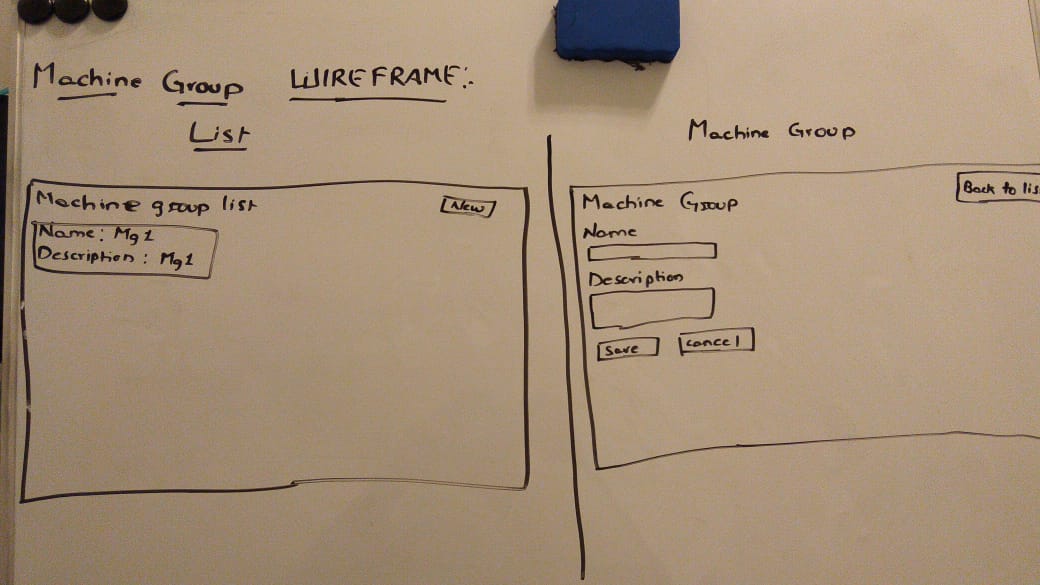 Machine Group WIREFRAME:-
List
Machine group list
New
Name: Mg1
Description: Mg1
Machine Group
Back to lis
Machine Group
Name
Description
Save
Cancel